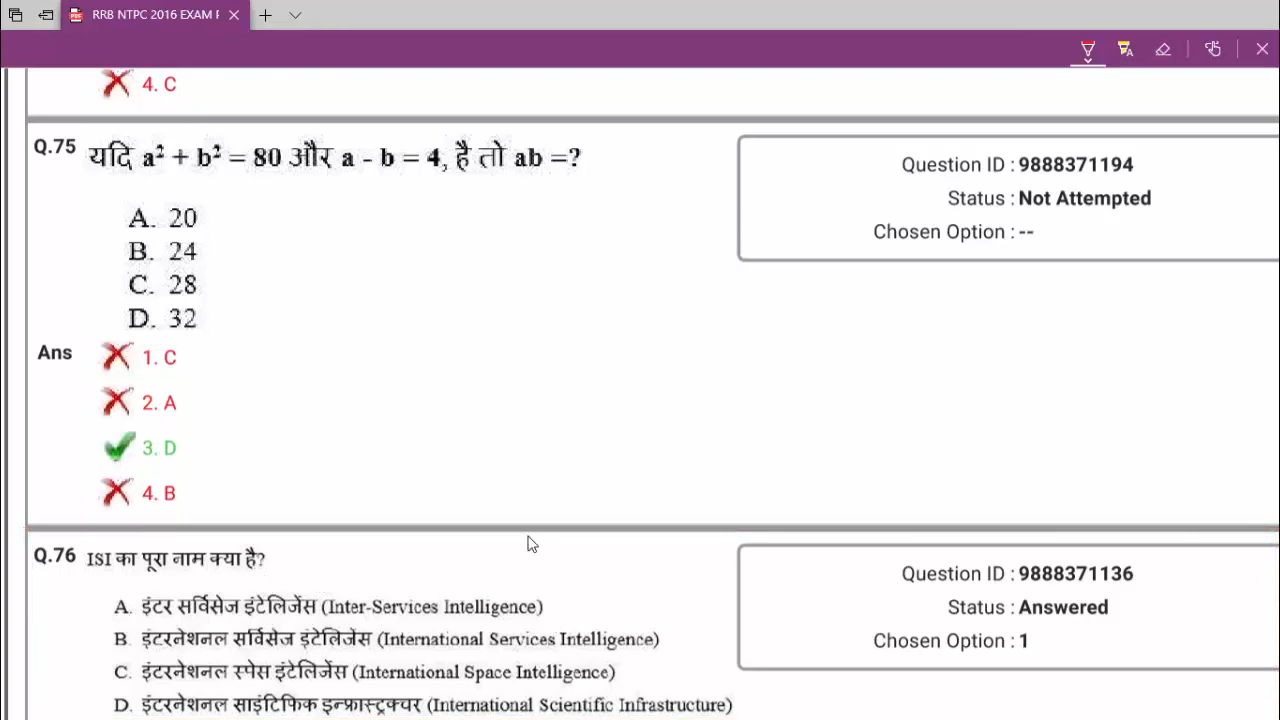 RRB NTPC 2016 EXAM F
4. C
Q.75 यदि a² + b² = 80 और a - b = 4, है तो ab =?
Question ID : 9888371194
Status : Not Attempted
Chosen Option : --
A. 20
B. 24
C. 28
D. 32
Ans
1. C
2. A
3. D
4. B
Q.76 ISI का पूरा नाम क्या है?
Question ID : 9888371136
Status : Answered
Chosen Option : 1
A. इंटर सर्विसेज इंटेलिजेंस (Inter-Services Intelligence)
B. इंटरनेशनल सर्विसेज इंटेलिजेंस (International Services Intelligence)
C. इंटरनेशनल स्पेस इंटेलिजेंस (International Space Intelligence)
D. इंटरनेशनल साइंटिफिक इन्फ्रास्ट्रक्चर (International Scientific Infrastructure)